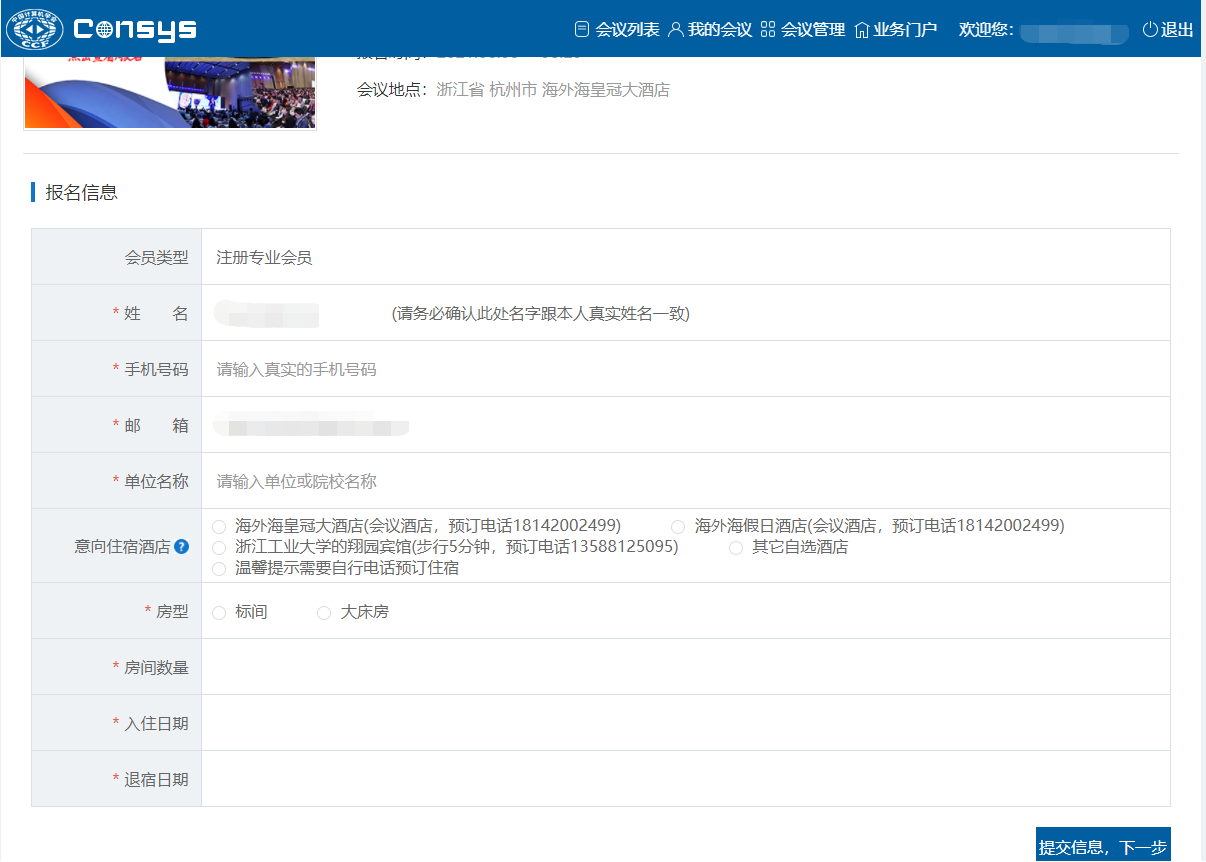 CCF Consys 会议列表 我的会议 会议管理 业务门户 欢迎您: 退出
会议地点： 浙江省 杭州市 海外海皇冠大酒店
报名信息
会员类型 注册专业会员
* 姓 名 (请务必确认此处名字跟本人真实姓名一致)
* 手机号码 请输入真实的手机号码
* 邮 箱
* 单位名称 请输入单位或院校名称
意向住宿酒店 ? 海外海皇冠大酒店(会议酒店，预订电话18142002499) 海外海假日酒店(会议酒店，预订电话18142002499)
浙江工业大学的翔园宾馆(步行5分钟，预订电话13588125095) 其它自选酒店
温馨提示需要自行电话预订住宿
* 房型 标间 大床房
* 房间数量
* 入住日期
* 退宿日期
提交信息，下一步